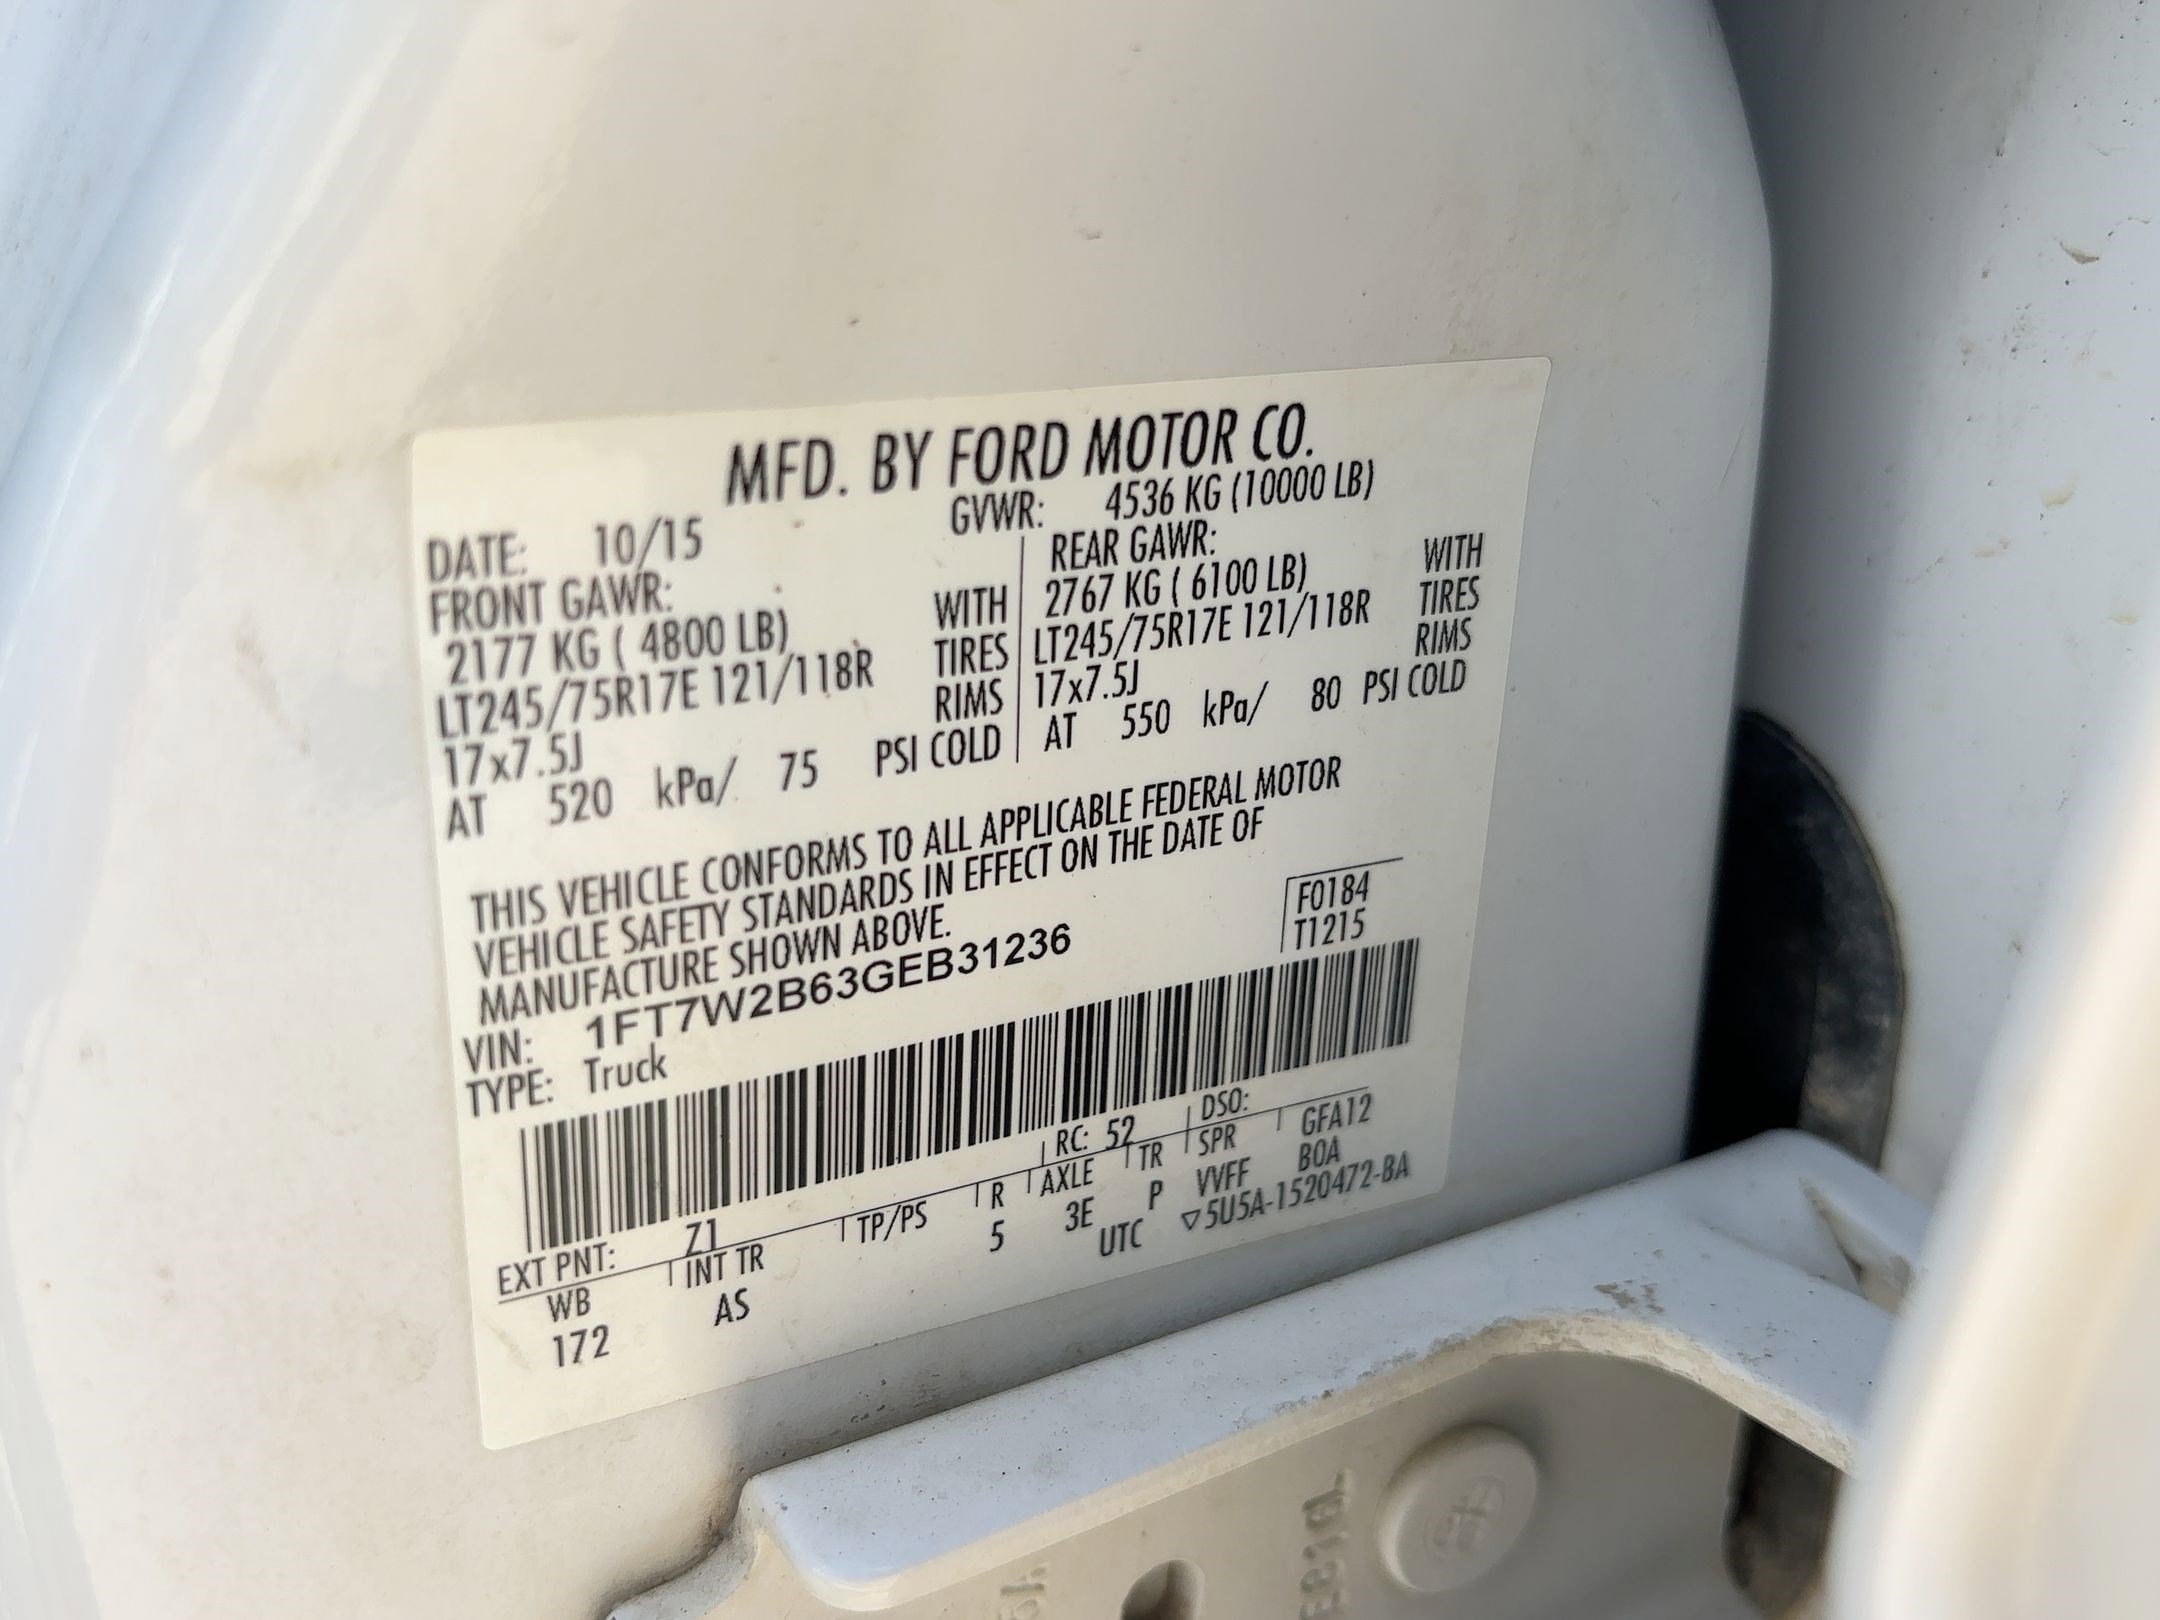 MFD. BY FORD MOTOR CO.
DATE: 10/15 GVWR: 4536 KG (10000 LB)
FRONT GAWR: REAR GAWR:
2177 KG ( 4800 LB) WITH 2767 KG ( 6100 LB) WITH
LT245/75R17E 121/118R TIRES LT245/75R17E 121/118R TIRES
17x7.5J RIMS 17x7.5J RIMS
AT 520 kPa/ 75 PSI COLD AT 550 kPa/ 80 PSI COLD
THIS VEHICLE CONFORMS TO ALL APPLICABLE FEDERAL MOTOR
VEHICLE SAFETY STANDARDS IN EFFECT ON THE DATE OF
MANUFACTURE SHOWN ABOVE.
F0184
T1215
VIN: 1FT7W2B63GEB31236
TYPE: Truck
EXT PNT: Z1 RC: 52 DSO:
WB INT TR TP/PS R AXLE TR SPR GFA12
172 AS 5 3E P VVFF BOA
UTC ▽5U5A-1520472-BA